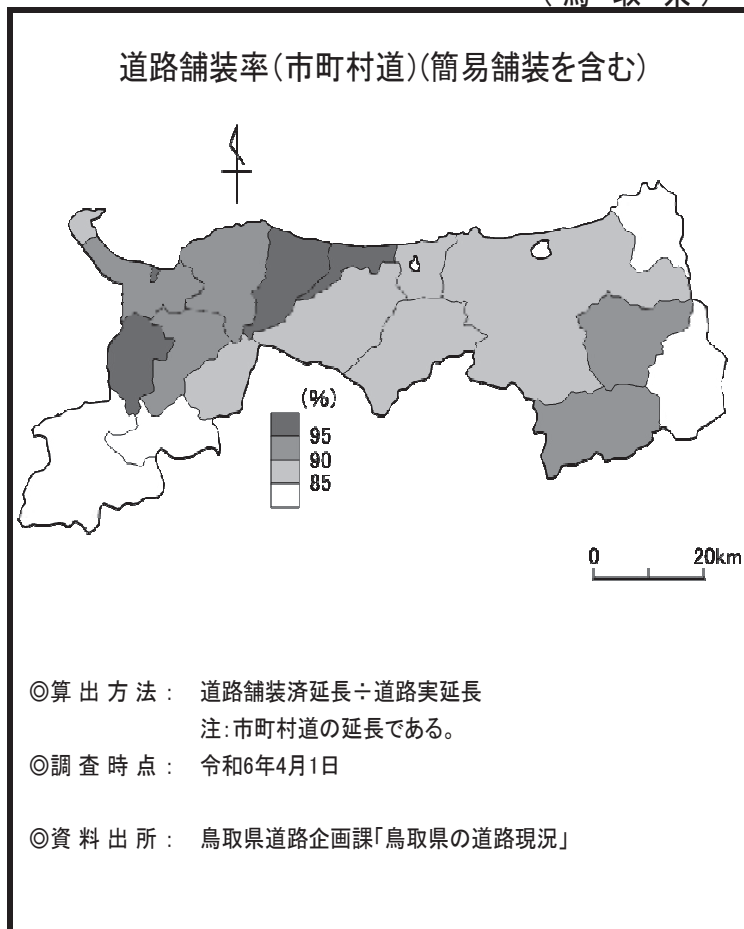 (鳥取県)
道路舗装率(市町村道)(簡易舗装を含む)
(%)
95
90
85
0 20km
◎算出方法: 道路舗装済延長÷道路実延長
注:市町村道の延長である。
◎調査時点: 令和6年4月1日
◎資料出所: 鳥取県道路企画課「鳥取県の道路現況」